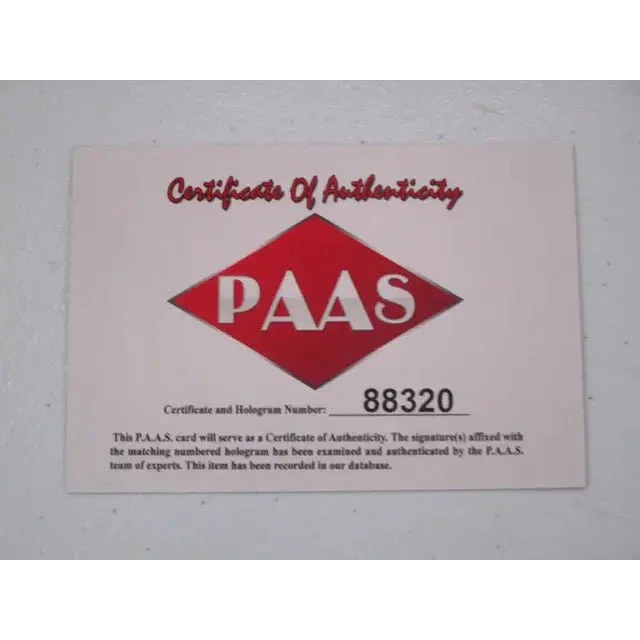 Certificate Of Authenticity
PAAS
Certificate and Hologram Number: 88320
This P.A.A.S. card will serve as a Certificate of Authenticity. The signature(s) affixed with
the matching numbered hologram has been examined and authenticated by the P.A.A.S.
team of experts. This item has been recorded in our database.